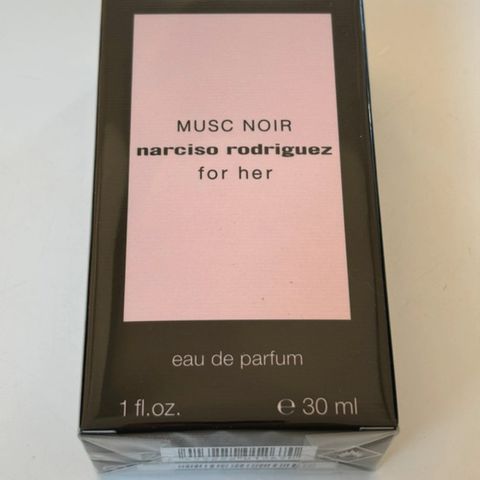 MUSC NOIR
narciso rodriguez
for her
eau de parfum
1 fl.oz. ℮ 30 ml